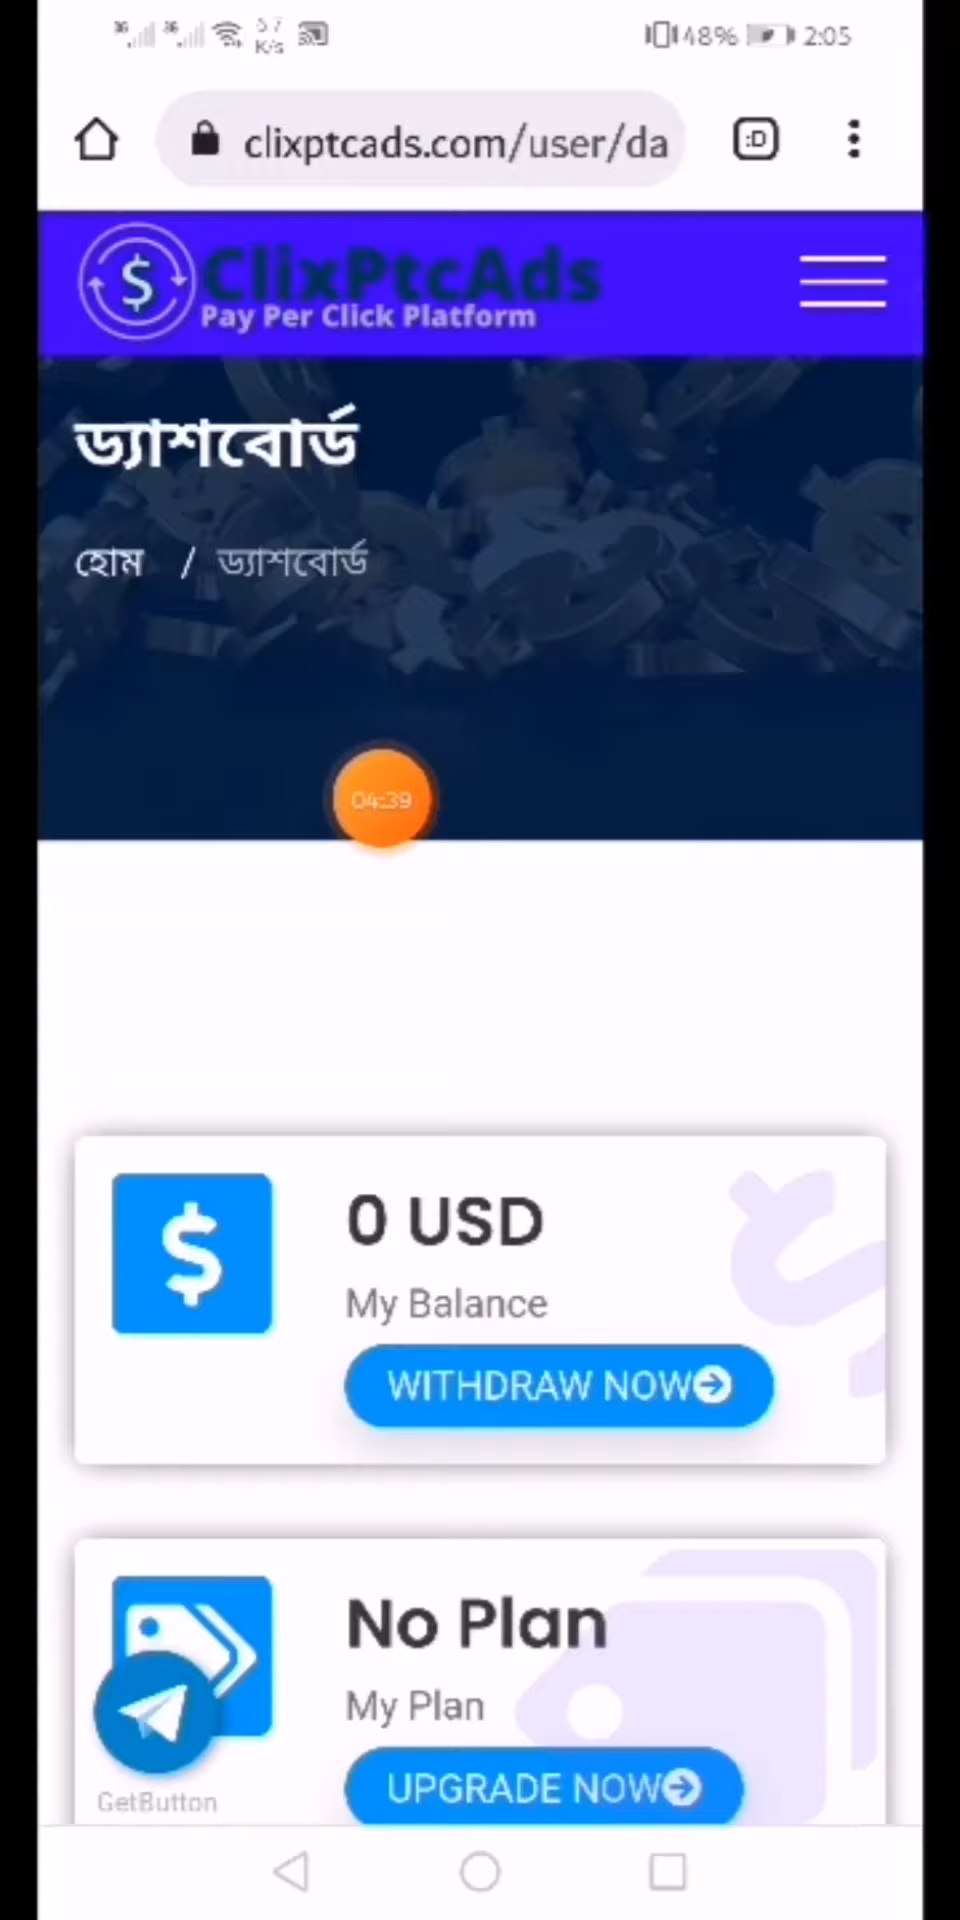 48% 2:05
K/s
clixptcads.com/user/da
:D
$
ClixPtcAds
Pay Per Click Platform
ড্যাশবোর্ড
হোম / ড্যাশবোর্ড
04:39
$
0 USD
My Balance
WITHDRAW NOW
No Plan
My Plan
UPGRADE NOW
GetButton